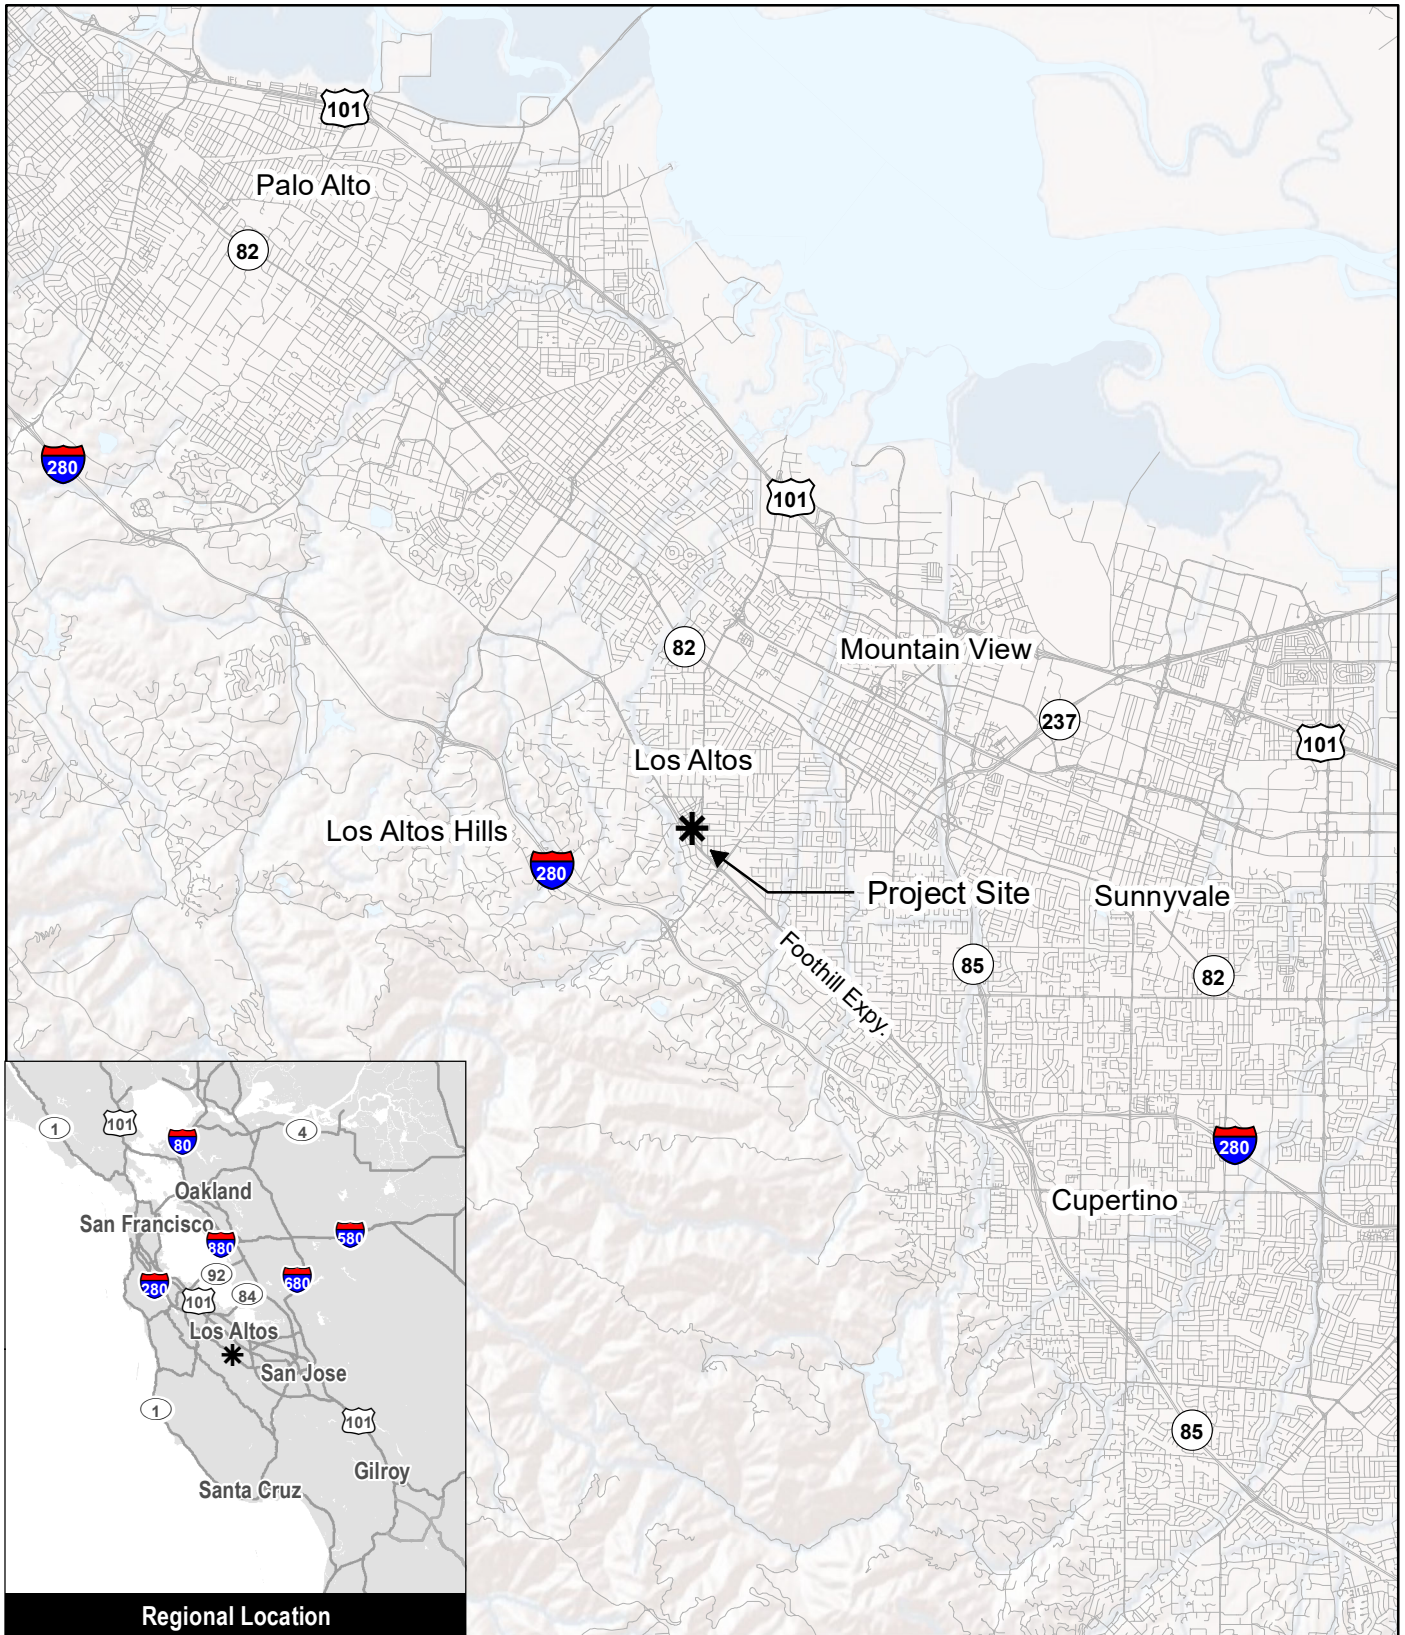 101
Palo Alto
82
280
101
82
Mountain View
237
101
Los Altos
Los Altos Hills
280
Project Site
Sunnyvale
Foothill Expy.
85
82
280
Cupertino
85
1
101
80
4
Oakland
San Francisco
880
580
92
280
680
84
101
Los Altos
San Jose
1
101
Gilroy
Santa Cruz
Regional Location